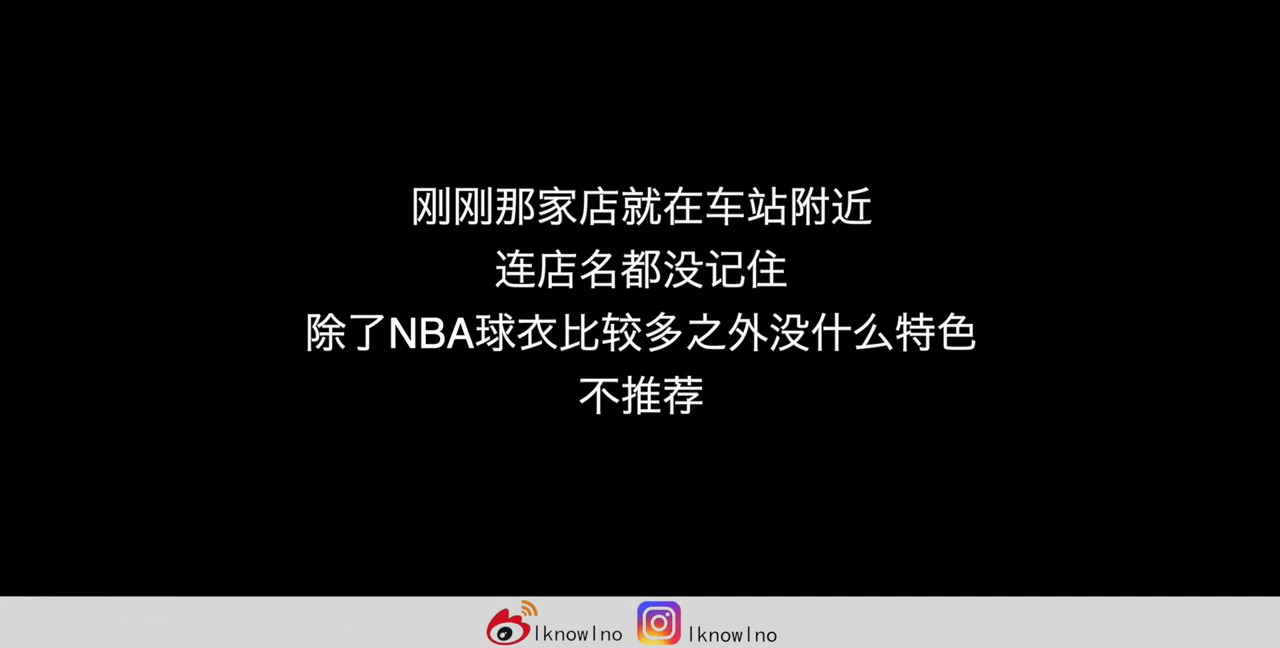 刚刚那家店就在车站附近
连店名都没记住
除了NBA球衣比较多之外没什么特色
不推荐
Iknowlno Iknowlno